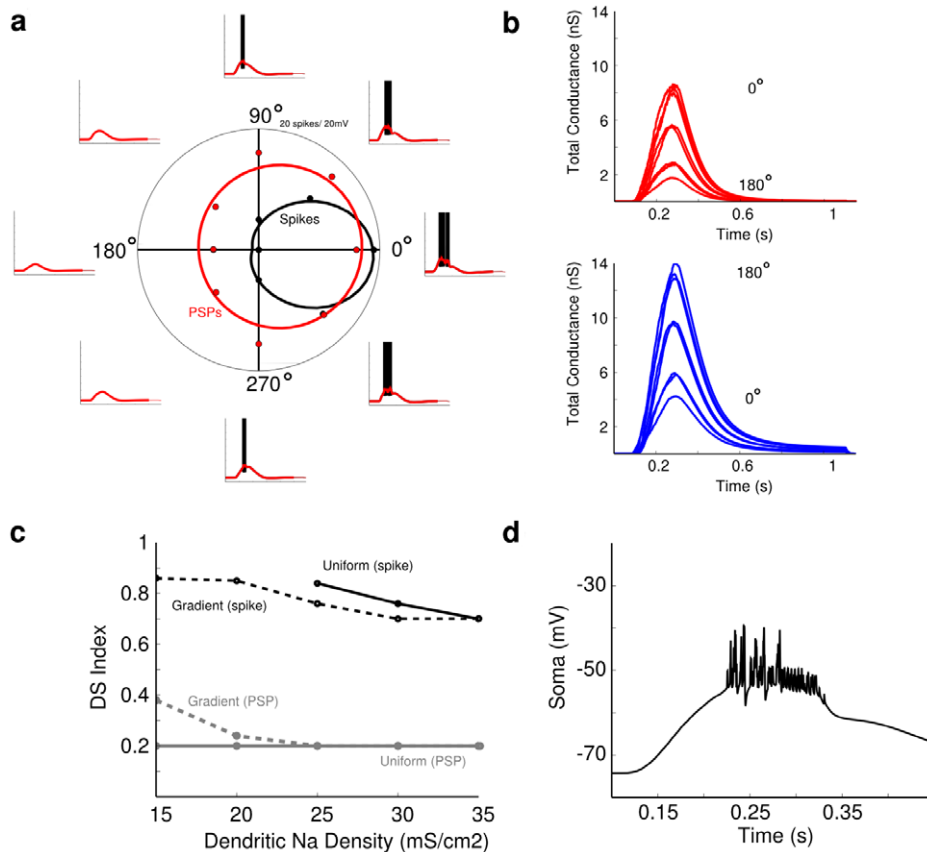 a
90°
20 spikes/ 20mV
Spikes
180°
0°
PSPs
270°
b
14
10
6
2
Total Conductance (nS)
0°
180°
0.2
0.6
1
Time (s)
14
10
6
2
Total Conductance (nS)
180°
0°
0.2
0.6
1
Time (s)
c
1
0.8
0.6
0.4
0.2
DS Index
Uniform (spike)
Gradient (spike)
Gradient (PSP)
Uniform (PSP)
15
20
25
30
35
Dendritic Na Density (mS/cm2)
d
-30
-50
-70
Soma (mV)
0.15
0.25
0.35
Time (s)